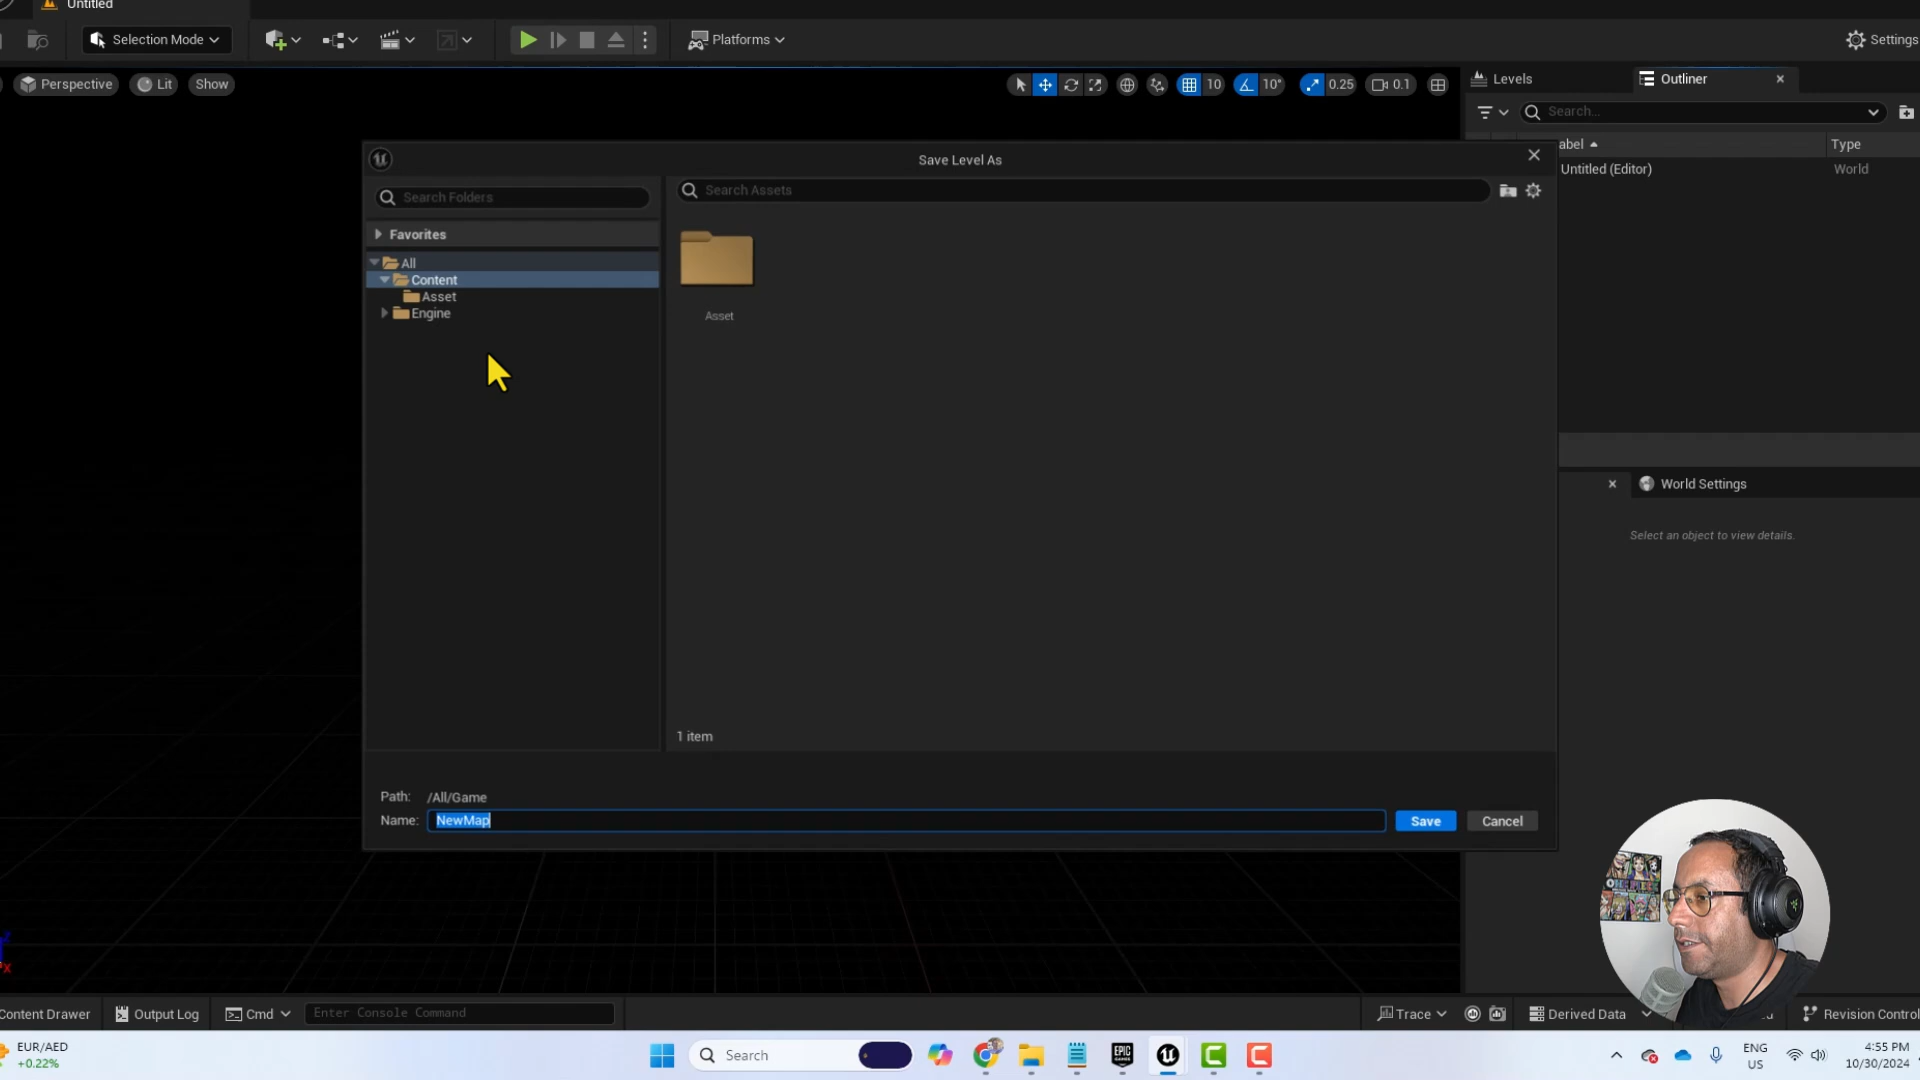 Untitled
Selection Mode
Platforms
Settings
Perspective
Lit
Show
10
10°
0.25
0.1
Levels
Outliner
Search...
abel
Type
Untitled (Editor)
World
Save Level As
Search Folders
Search Assets
Favorites
All
Content
Asset
Engine
Asset
World Settings
Select an object to view details.
1 item
Path: /All/Game
Name: NewMap
Save
Cancel
Content Drawer
Output Log
Cmd
Enter Console Command
Trace
Derived Data
Revision Control
EUR/AED
+0.22%
Search
EPIC
ENG
US
4:55 PM
10/30/2024